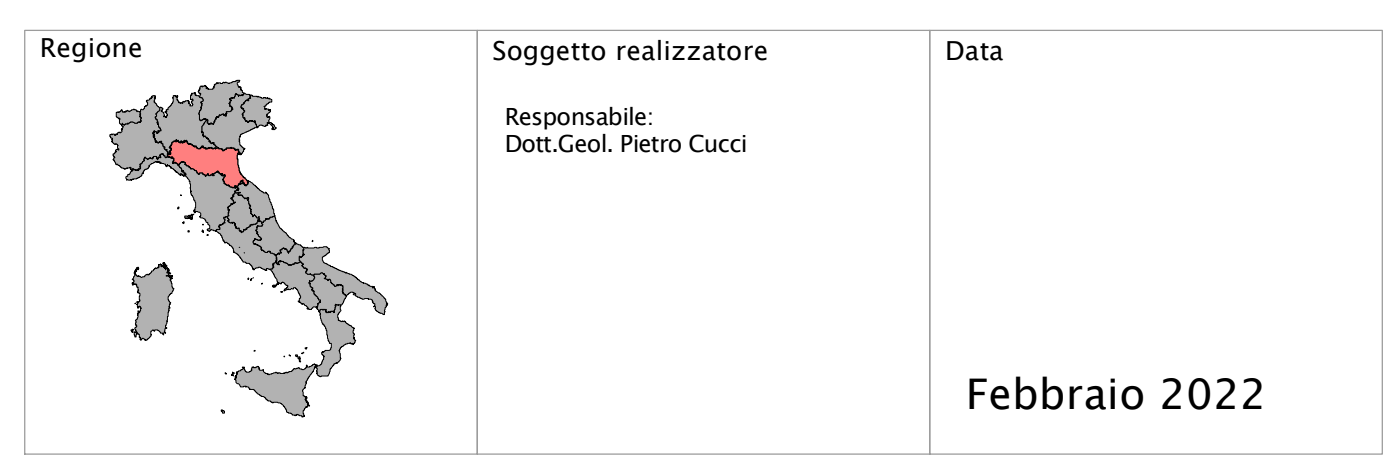 Regione
Soggetto realizzatore
Responsabile:
Dott.Geol. Pietro Cucci
Data
Febbraio 2022